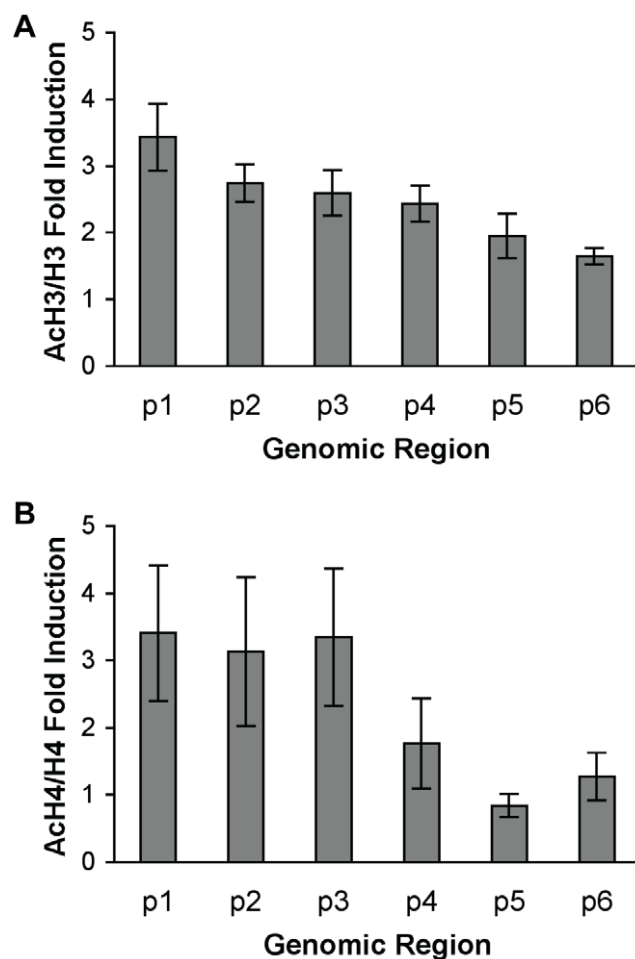 A
AcH3/H3 Fold Induction
5
4
3
2
1
0
p1 p2 p3 p4 p5 p6
Genomic Region
B
AcH4/H4 Fold Induction
5
4
3
2
1
0
p1 p2 p3 p4 p5 p6
Genomic Region